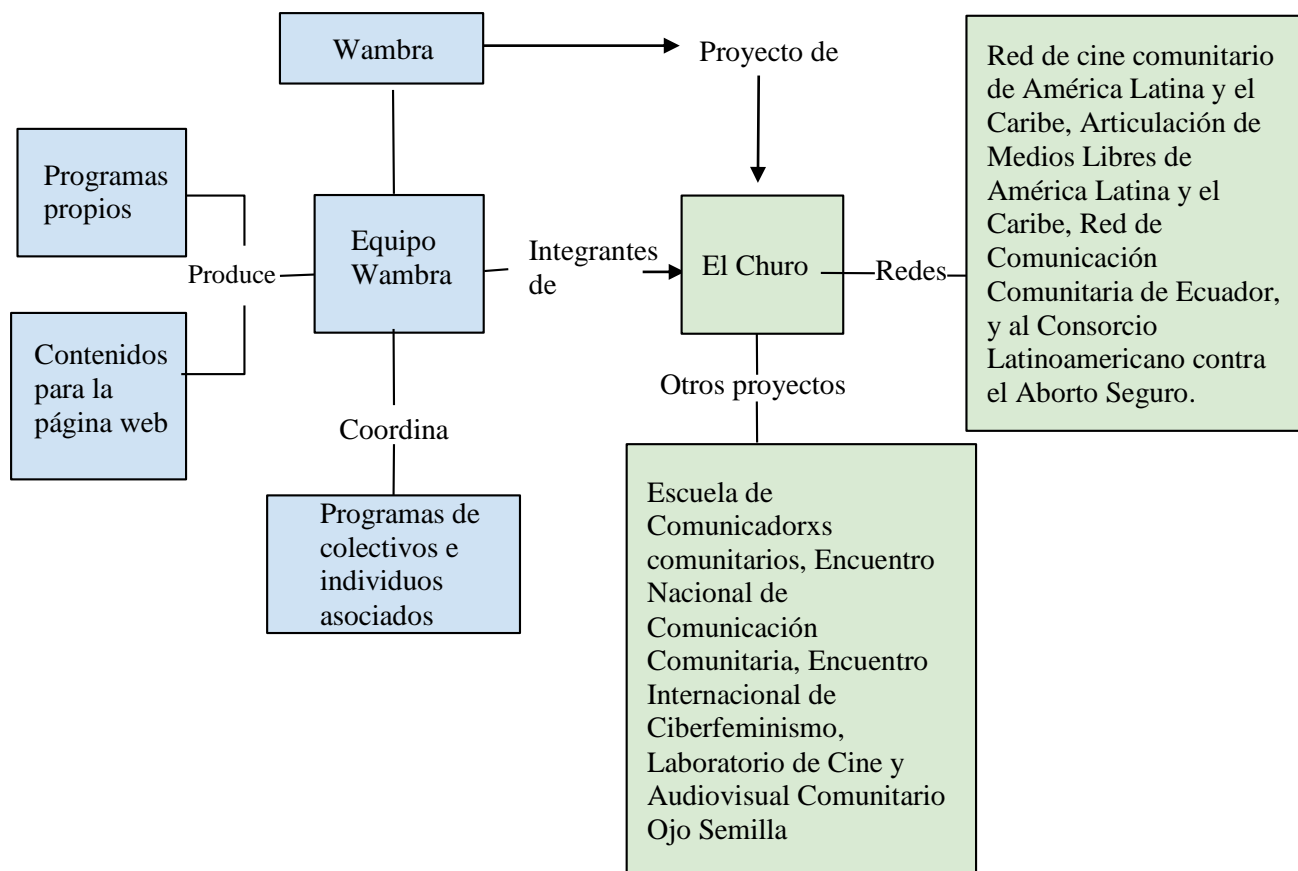 Wambra
Proyecto de
Red de cine comunitario
de América Latina y el
Caribe, Articulación de
Medios Libres de
América Latina y el
Caribe, Red de
Comunicación
Comunitaria de Ecuador,
y al Consorcio
Latinoamericano contra
el Aborto Seguro.
Programas
propios
Produce
Contenidos
para la
página web
Equipo
Wambra
Integrantes
de
El Churo
Redes
Coordina
Otros proyectos
Programas de
colectivos e
individuos
asociados
Escuela de
Comunicadorxs
comunitarios, Encuentro
Nacional de
Comunicación
Comunitaria, Encuentro
Internacional de
Ciberfeminismo,
Laboratorio de Cine y
Audiovisual Comunitario
Ojo Semilla